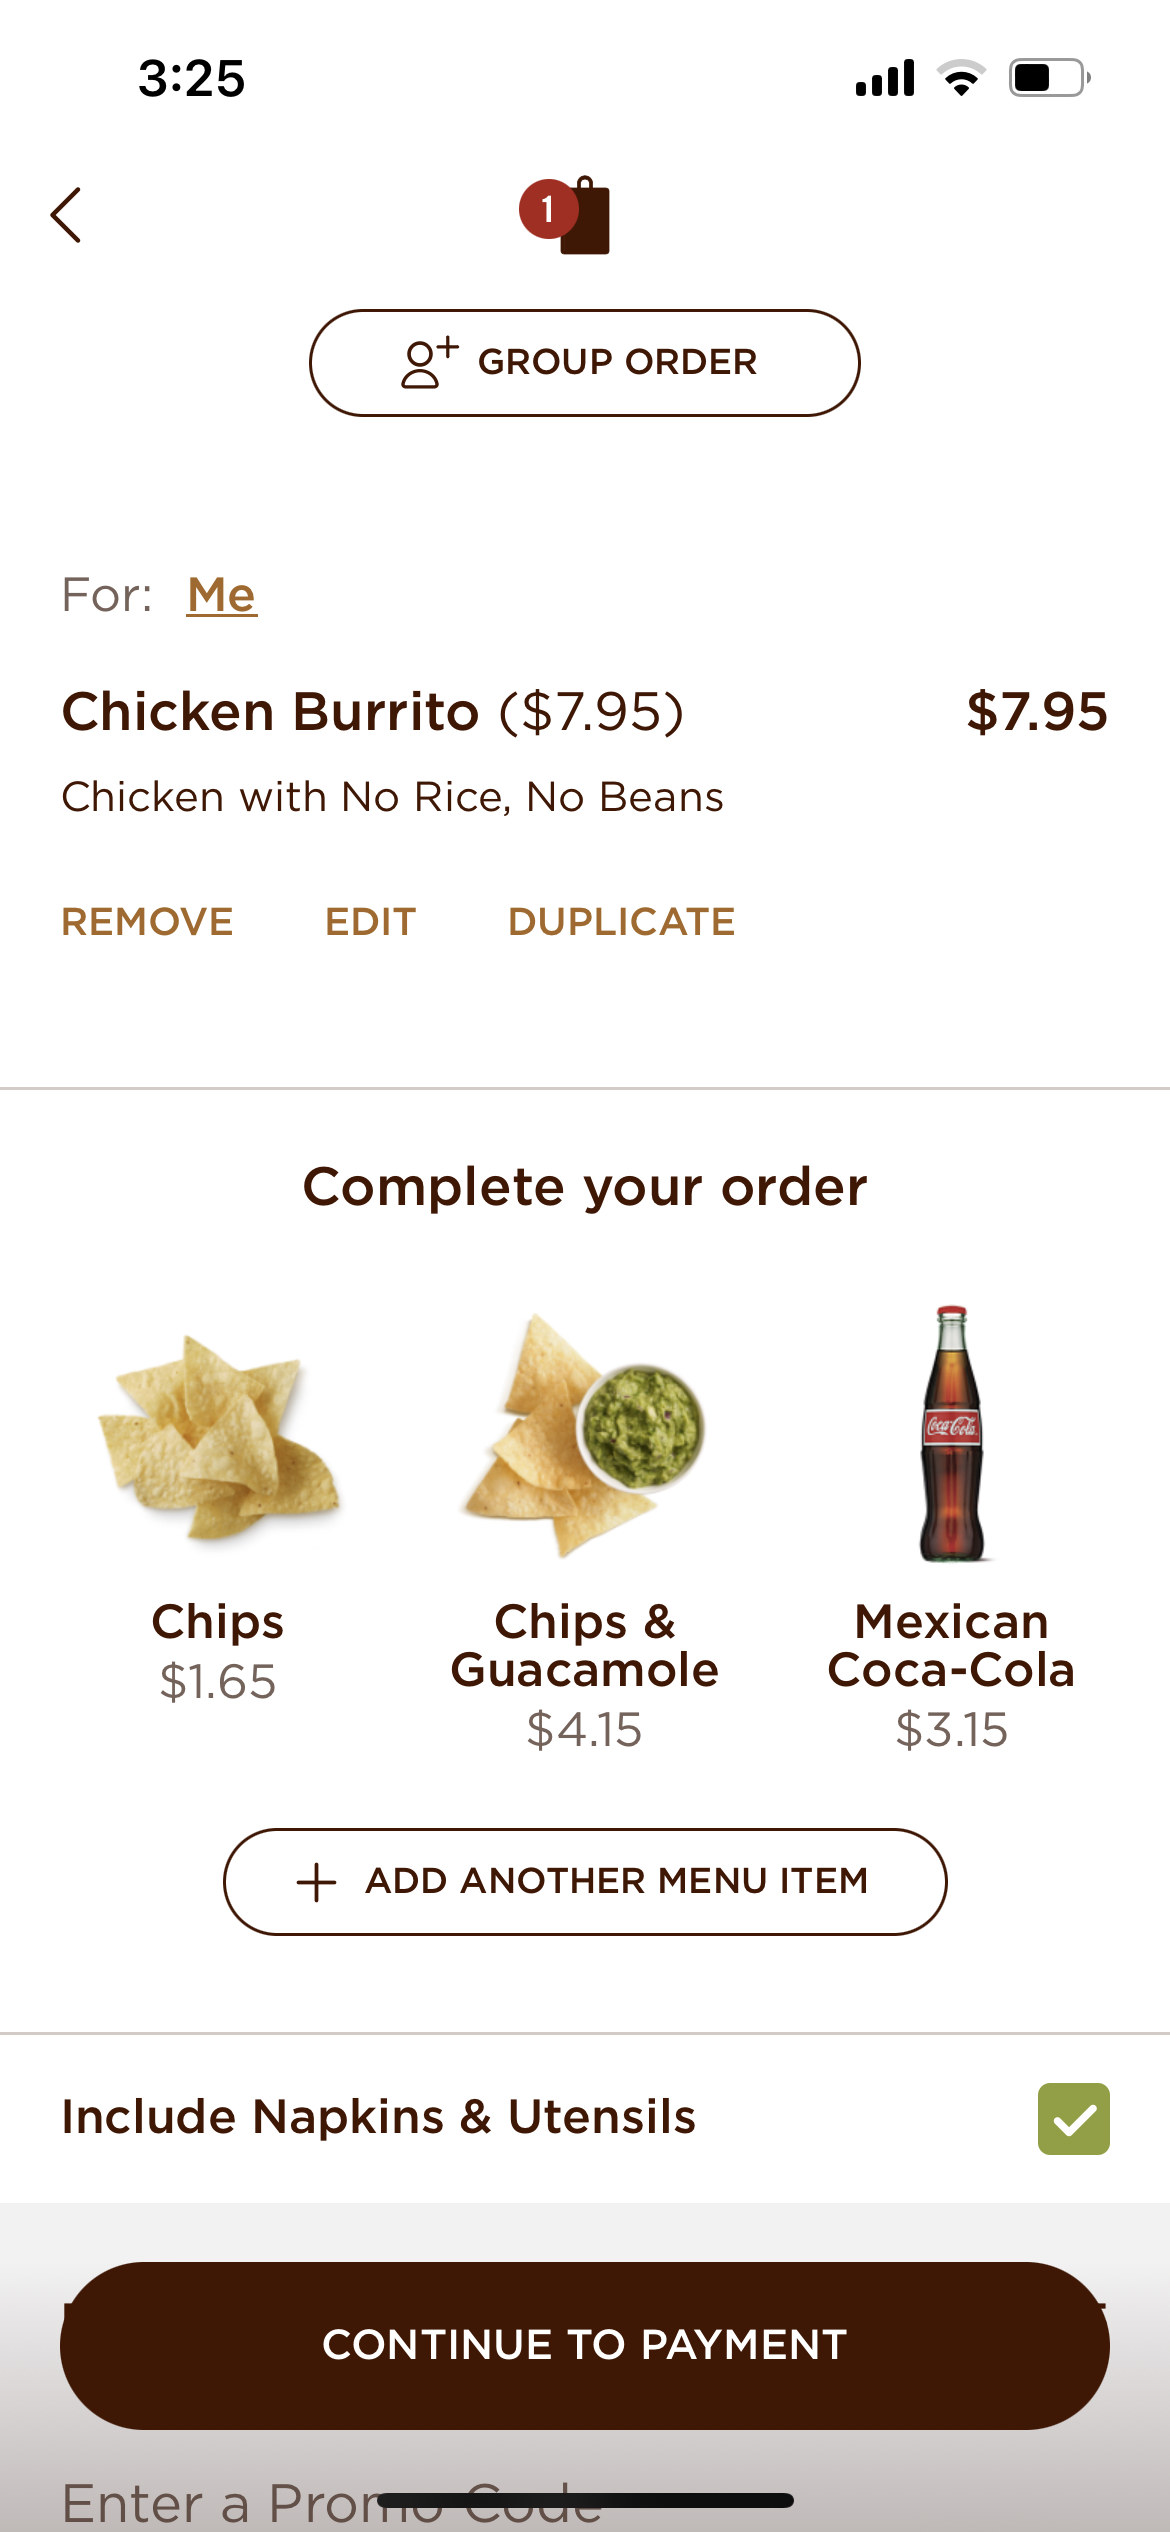 3:25
1
GROUP ORDER
For: Me
Chicken Burrito ($7.95) $7.95
Chicken with No Rice, No Beans
REMOVE EDIT DUPLICATE
Complete your order
Coca-Cola
Chips
$1.65
Chips &
Guacamole
$4.15
Mexican
Coca-Cola
$3.15
ADD ANOTHER MENU ITEM
Include Napkins & Utensils
CONTINUE TO PAYMENT
Enter a Promo Code